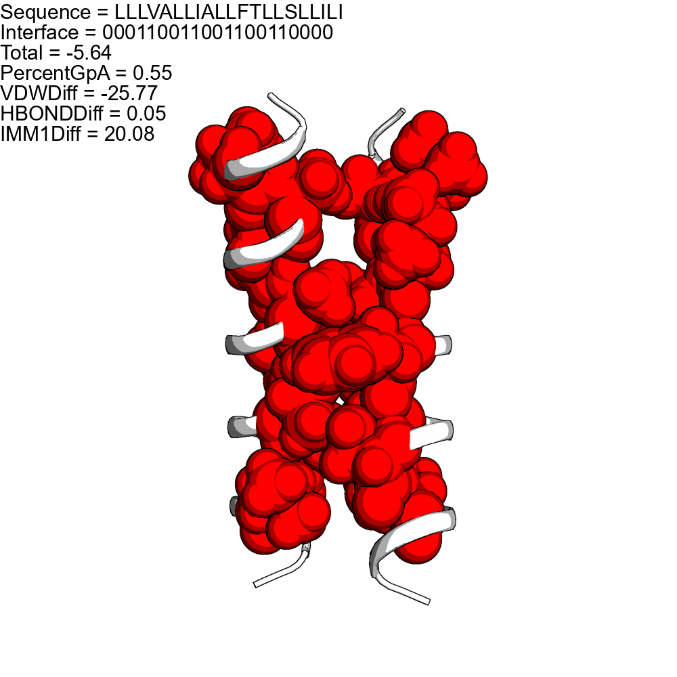 Sequence = LLLVALLIALLFTLLSLLILI
Interface = 000110011001100110000
Total = -5.64
PercentGpA = 0.55
VDWDiff = -25.77
HBONDDiff = 0.05
IMM1Diff = 20.08